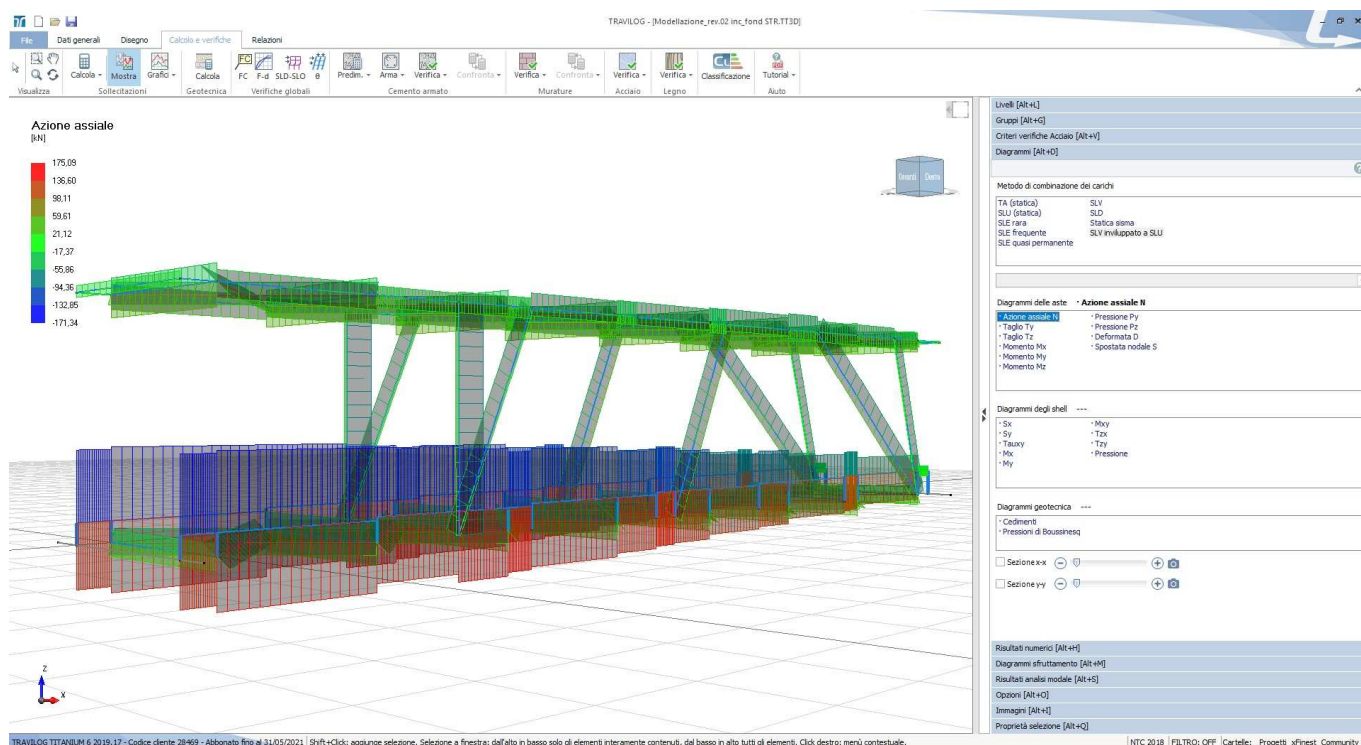 TRAVILOG - [Modellazione_rev.02 inc_fond STR.TT3D]
File Dati generali Disegno Calcolo e verifiche Relazioni
Calcola Mostra Grafici Calcola FC F-d SLD-SLO θ Predim. Arma Verifica Confronta Verifica Confronta Verifica Verifica Classificazione Tutorial
Visualizza Sollecitazioni Geotecnica Verifiche globali Cemento armato Murature Acciaio Legno Aiuto
Azione assiale
[kN]
175,09
136,60
98,11
59,61
21,12
-17,37
-55,86
-94,36
-132,85
-171,34
Davanti Destra
Z
X
Livelli [Alt+L]
Gruppi [Alt+G]
Criteri verifiche Acciaio [Alt+V]
Diagrammi [Alt+D]
Metodo di combinazione dei carichi
TA (statica) SLV
SLU (statica) SLD
SLE rara Statica sisma
SLE frequente SLV inviluppato a SLU
SLE quasi permanente
Diagrammi delle aste · Azione assiale N
· Azione assiale N · Pressione Py
· Taglio Ty · Pressione Pz
· Taglio Tz · Deformata D
· Momento Mx · Spostata nodale S
· Momento My
· Momento Mz
Diagrammi degli shell ---
· Sx · Mxy
· Sy · Tzx
· Tauxy · Tzy
· Mx · Pressione
· My
Diagrammi geotecnica ---
· Cedimenti
· Pressioni di Boussinesq
Sezione x-x
Sezione y-y
Risultati numerici [Alt+H]
Diagrammi sfruttamento [Alt+M]
Risultati analisi modale [Alt+S]
Opzioni [Alt+O]
Immagini [Alt+I]
Proprietà selezione [Alt+Q]
TRAVILOG TITANIUM 6 2019.17 - Codice cliente 28469 - Abbonato fino al 31/05/2021 Shift+Click: aggiunge selezione. Selezione a finestra: dall'alto in basso solo gli elementi interamente contenuti, dal basso in alto tutti gli elementi. Click destro: menù contestuale. NTC 2018 FILTRO: OFF Cartelle: Progetti xFinest Community